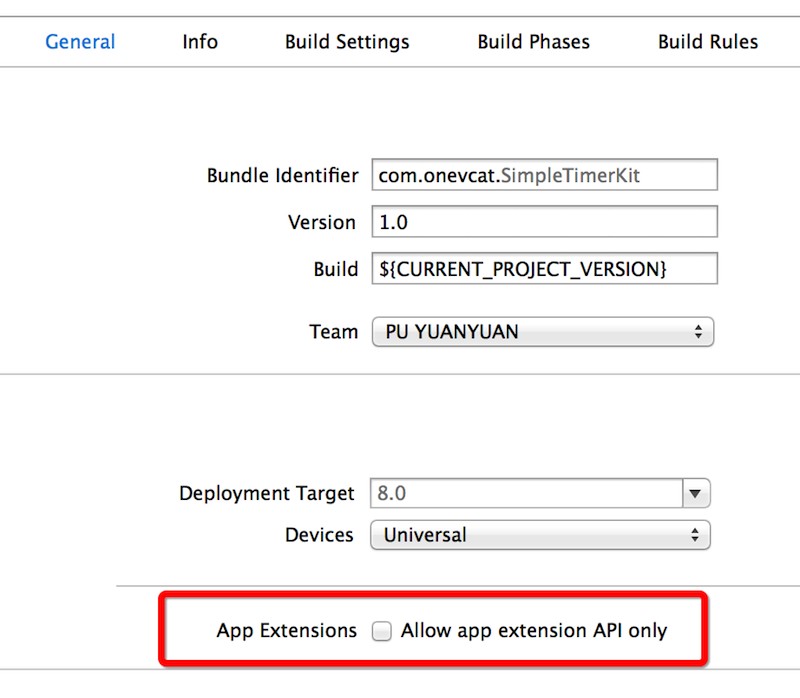 General Info Build Settings Build Phases Build Rules
Bundle Identifier com.onevcat.SimpleTimerKit
Version 1.0
Build ${CURRENT_PROJECT_VERSION}
Team PU YUANYUAN
Deployment Target 8.0
Devices Universal
App Extensions Allow app extension API only